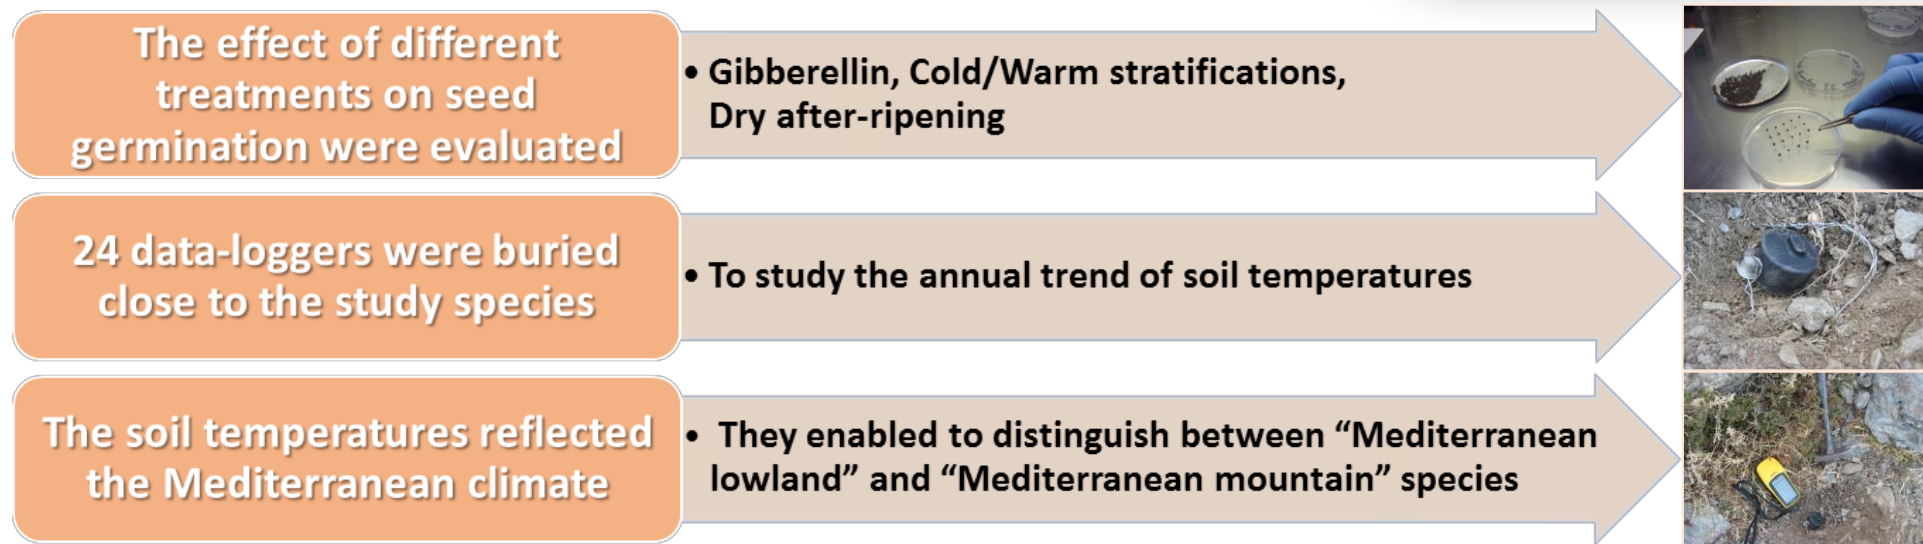 The effect of different
treatments on seed
germination were evaluated
• Gibberellin, Cold/Warm stratifications,
Dry after-ripening
24 data-loggers were buried
close to the study species
• To study the annual trend of soil temperatures
The soil temperatures reflected
the Mediterranean climate
• They enabled to distinguish between “Mediterranean
lowland” and “Mediterranean mountain” species